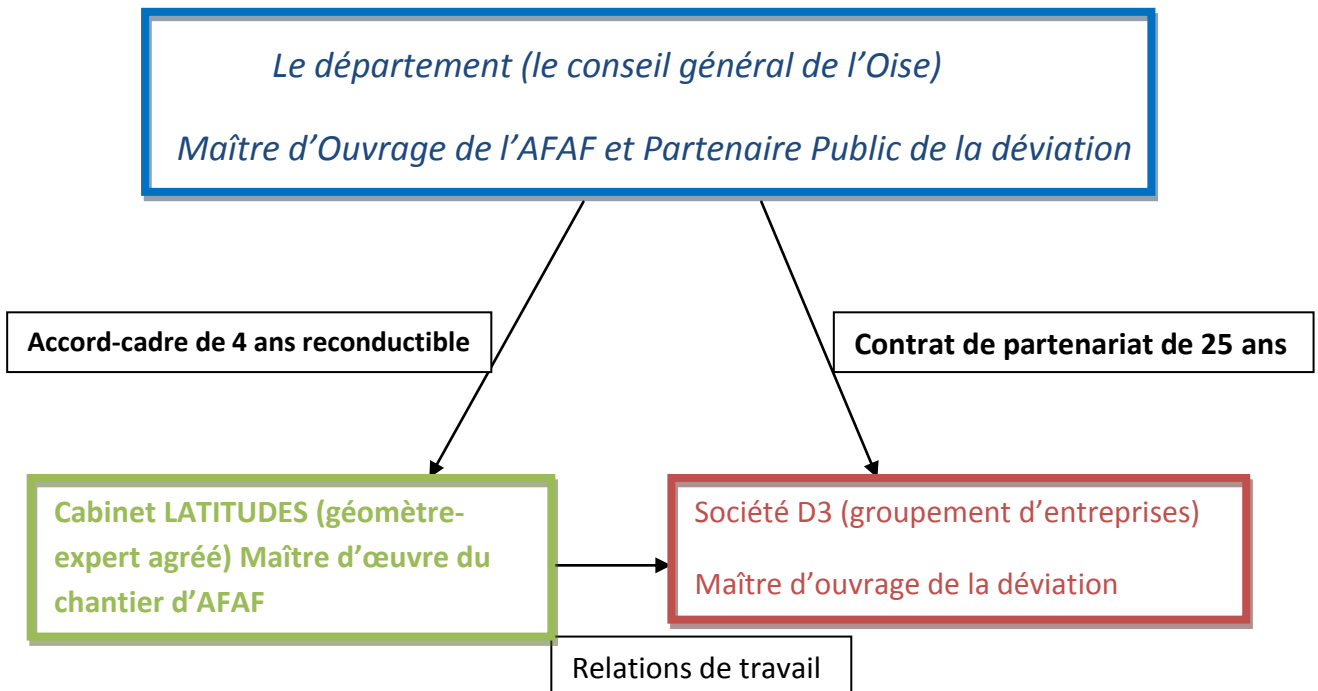 Le département (le conseil général de l’Oise)
Maître d’Ouvrage de l’AFAF et Partenaire Public de la déviation
Accord-cadre de 4 ans reconductible
Contrat de partenariat de 25 ans
Cabinet LATITUDES (géomètre-
expert agréé) Maître d’œuvre du
chantier d’AFAF
Société D3 (groupement d’entreprises)
Maître d’ouvrage de la déviation
Relations de travail